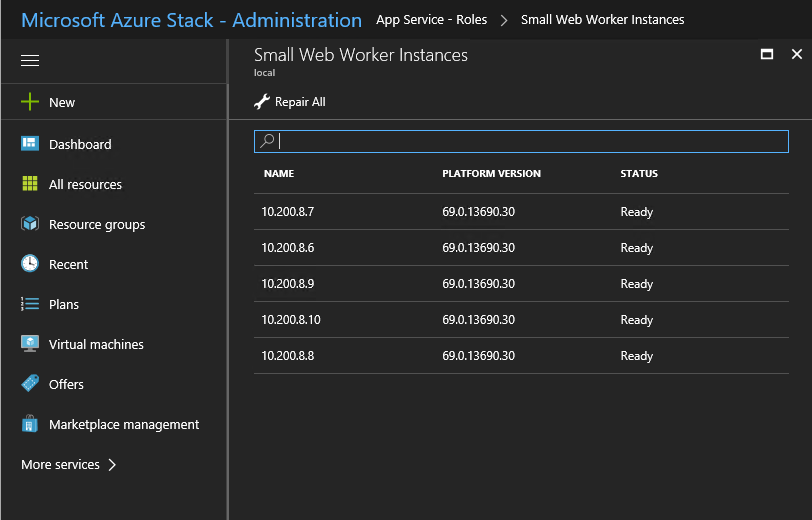 Microsoft Azure Stack - Administration App Service - Roles > Small Web Worker Instances
Small Web Worker Instances
local
Repair All
New
Dashboard
All resources
Resource groups
Recent
Plans
Virtual machines
Offers
Marketplace management
More services >
NAME PLATFORM VERSION STATUS
10.200.8.7 69.0.13690.30 Ready
10.200.8.6 69.0.13690.30 Ready
10.200.8.9 69.0.13690.30 Ready
10.200.8.10 69.0.13690.30 Ready
10.200.8.8 69.0.13690.30 Ready